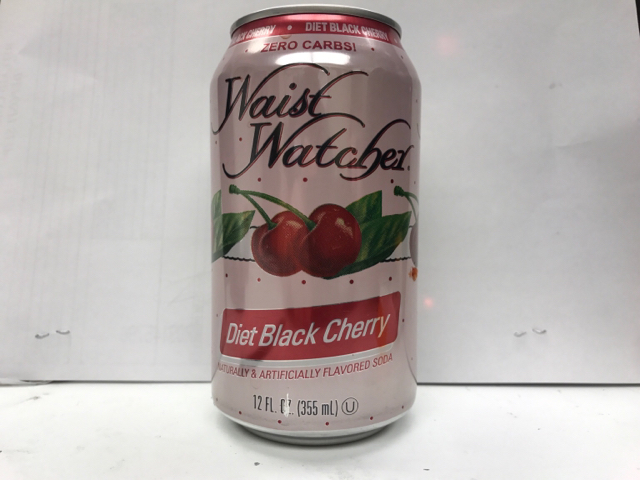 CHERRY • DIET BLACK CHERRY
ZERO CARBS!
Waist
Watcher
Diet Black Cherry
NATURALLY & ARTIFICIALLY FLAVORED SODA
12 FL. OZ. (355 mL) U